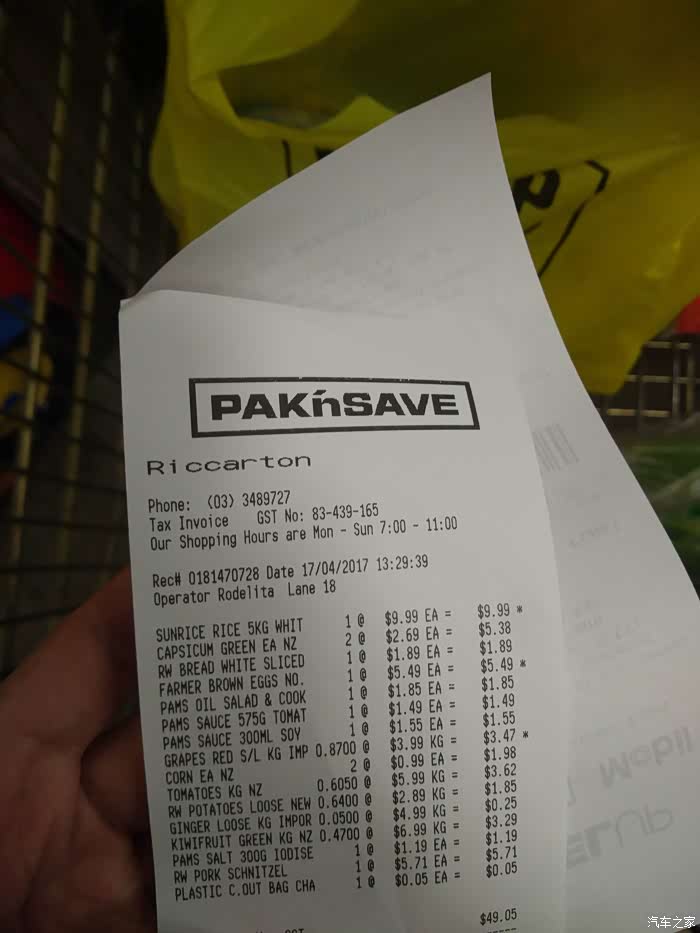 PAKnSAVE
Riccarton
Phone: (03) 3489727
Tax Invoice GST No: 83-439-165
Our Shopping Hours are Mon - Sun 7:00 - 11:00
Rec# 0181470728 Date 17/04/2017 13:29:39
Operator Rodelita Lane 18
SUNRICE RICE 5KG WHIT 1 @ $9.99 EA = $9.99 *
CAPSICUM GREEN EA NZ 2 @ $2.69 EA = $5.38
RW BREAD WHITE SLICED 1 @ $1.89 EA = $1.89
FARMER BROWN EGGS NO. 1 @ $5.49 EA = $5.49 *
PAMS OIL SALAD & COOK 1 @ $1.85 EA = $1.85
PAMS SAUCE 575G TOMAT 1 @ $1.49 EA = $1.49
PAMS SAUCE 300ML SOY 1 @ $1.55 EA = $1.55
GRAPES RED S/L KG IMP 0.8700 @ $3.99 KG = $3.47 *
CORN EA NZ 2 @ $0.99 EA = $1.98
TOMATOES KG NZ 0.6050 @ $5.99 KG = $3.62
RW POTATOES LOOSE NEW 0.6400 @ $2.89 KG = $1.85
GINGER LOOSE KG IMPOR 0.0500 @ $4.99 KG = $0.25
KIWIFRUIT GREEN KG NZ 0.4700 @ $6.99 KG = $3.29
PAMS SALT 300G IODISE 1 @ $1.19 EA = $1.19
RW PORK SCHNITZEL 1 @ $5.71 EA = $5.71
PLASTIC C.OUT BAG CHA 1 @ $0.05 EA = $0.05
$49.05
Mobil
汽车之家